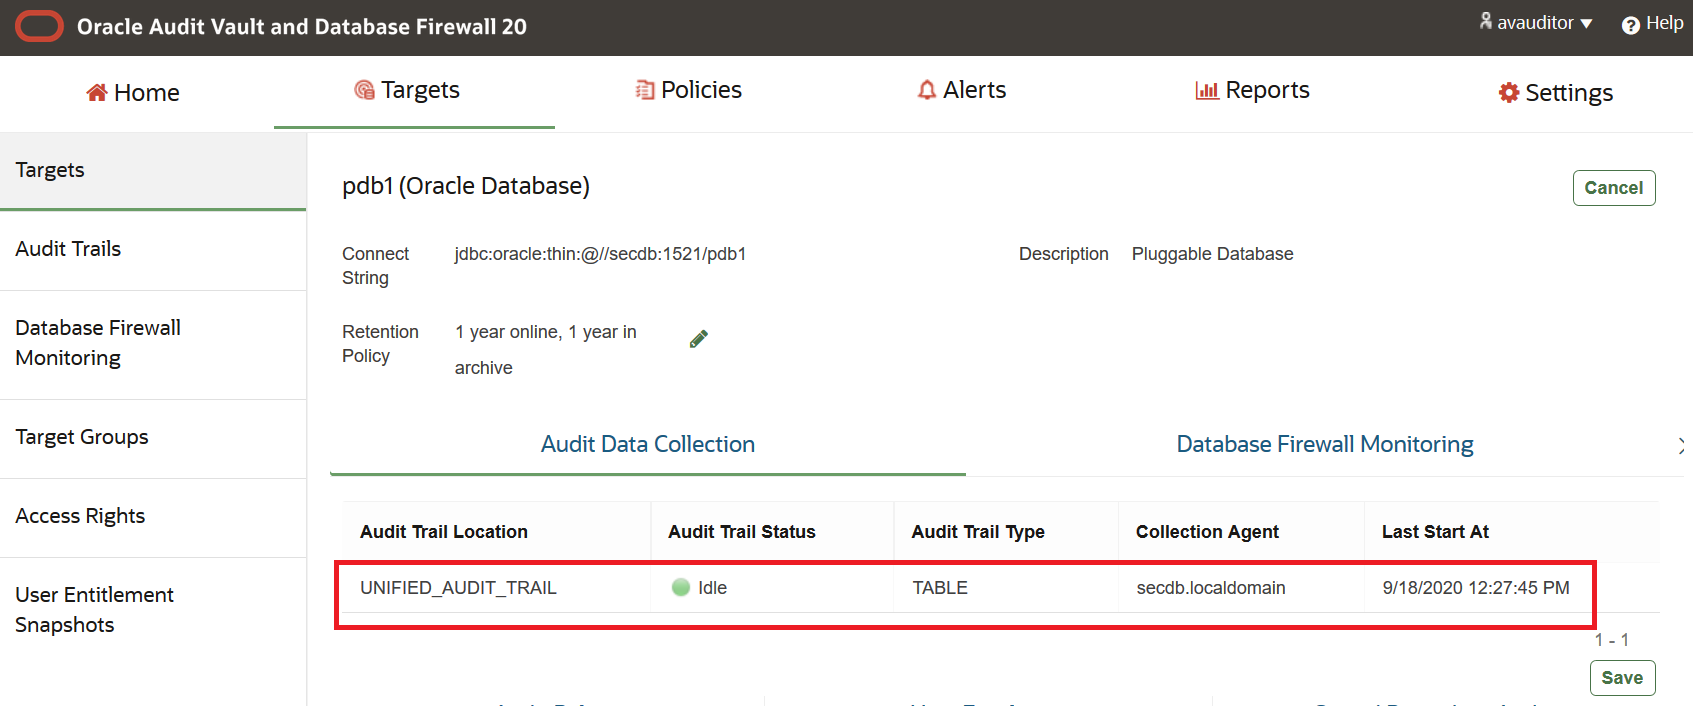 Oracle Audit Vault and Database Firewall 20
avauditor
Help
Home
Targets
Policies
Alerts
Reports
Settings
Targets
Audit Trails
Database Firewall
Monitoring
Target Groups
Access Rights
User Entitlement
Snapshots
pdb1 (Oracle Database)
Cancel
Connect
String
jdbc:oracle:thin:@//secdb:1521/pdb1
Description
Pluggable Database
Retention
Policy
1 year online, 1 year in
archive
Audit Data Collection
Database Firewall Monitoring
Audit Trail Location
Audit Trail Status
Audit Trail Type
Collection Agent
Last Start At
UNIFIED_AUDIT_TRAIL
Idle
TABLE
secdb.localdomain
9/18/2020 12:27:45 PM
1 - 1
Save